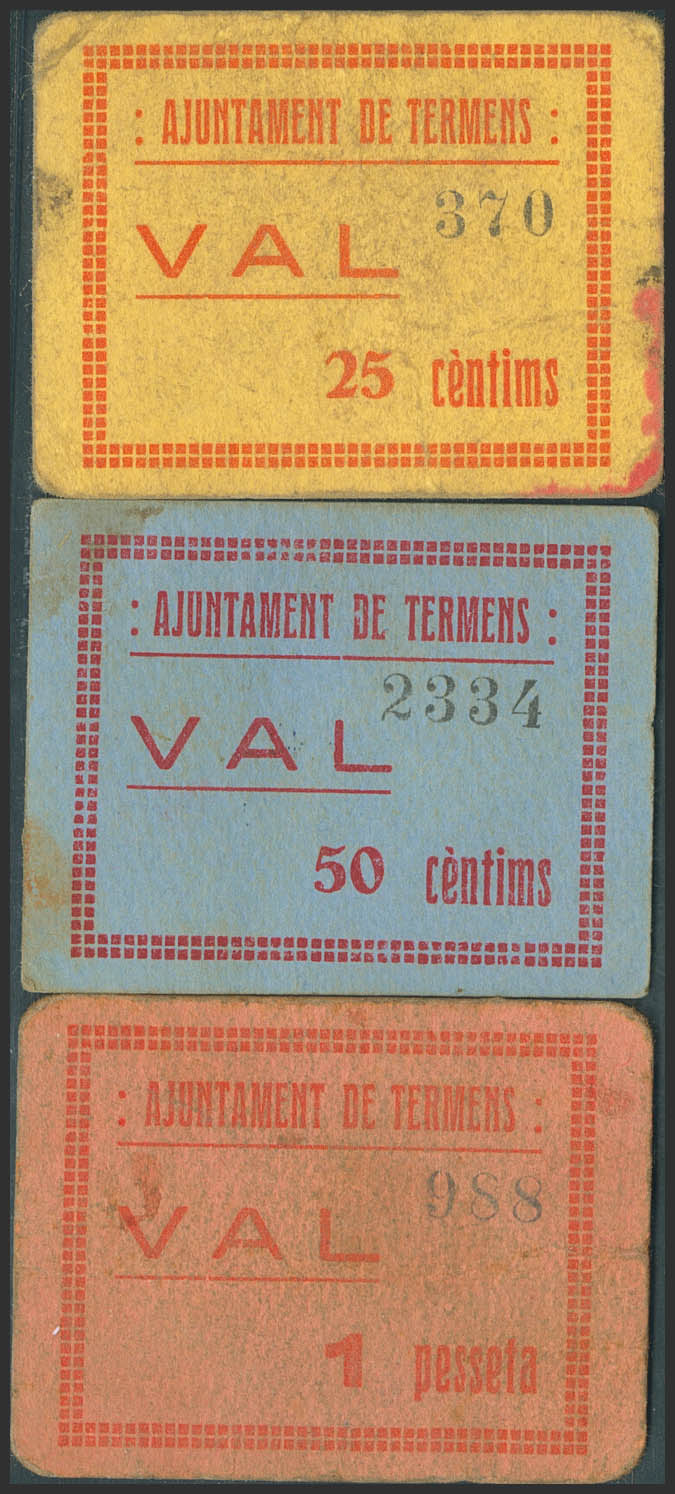 : AJUNTAMENT DE TERMENS :
370
VAL
25 cèntims
: AJUNTAMENT DE TERMENS :
2334
VAL
50 cèntims
: AJUNTAMENT DE TERMENS :
988
VAL
1 pesseta